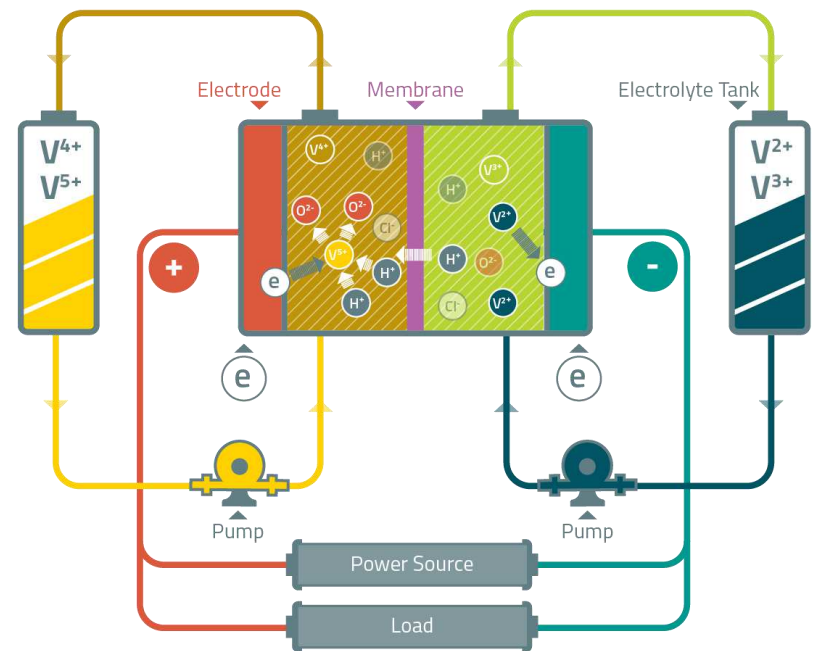 Electrode
Membrane
Electrolyte Tank
V⁴⁺
V⁵⁺
V²⁺
V³⁺
V⁴⁺
H⁺
V³⁺
H⁺
O²⁻
O²⁻
V²⁺
Cl⁻
V⁵⁺
H⁺
H⁺
O²⁻
e
e
H⁺
Cl⁻
V²⁺
+
-
e
e
Pump
Pump
Power Source
Load